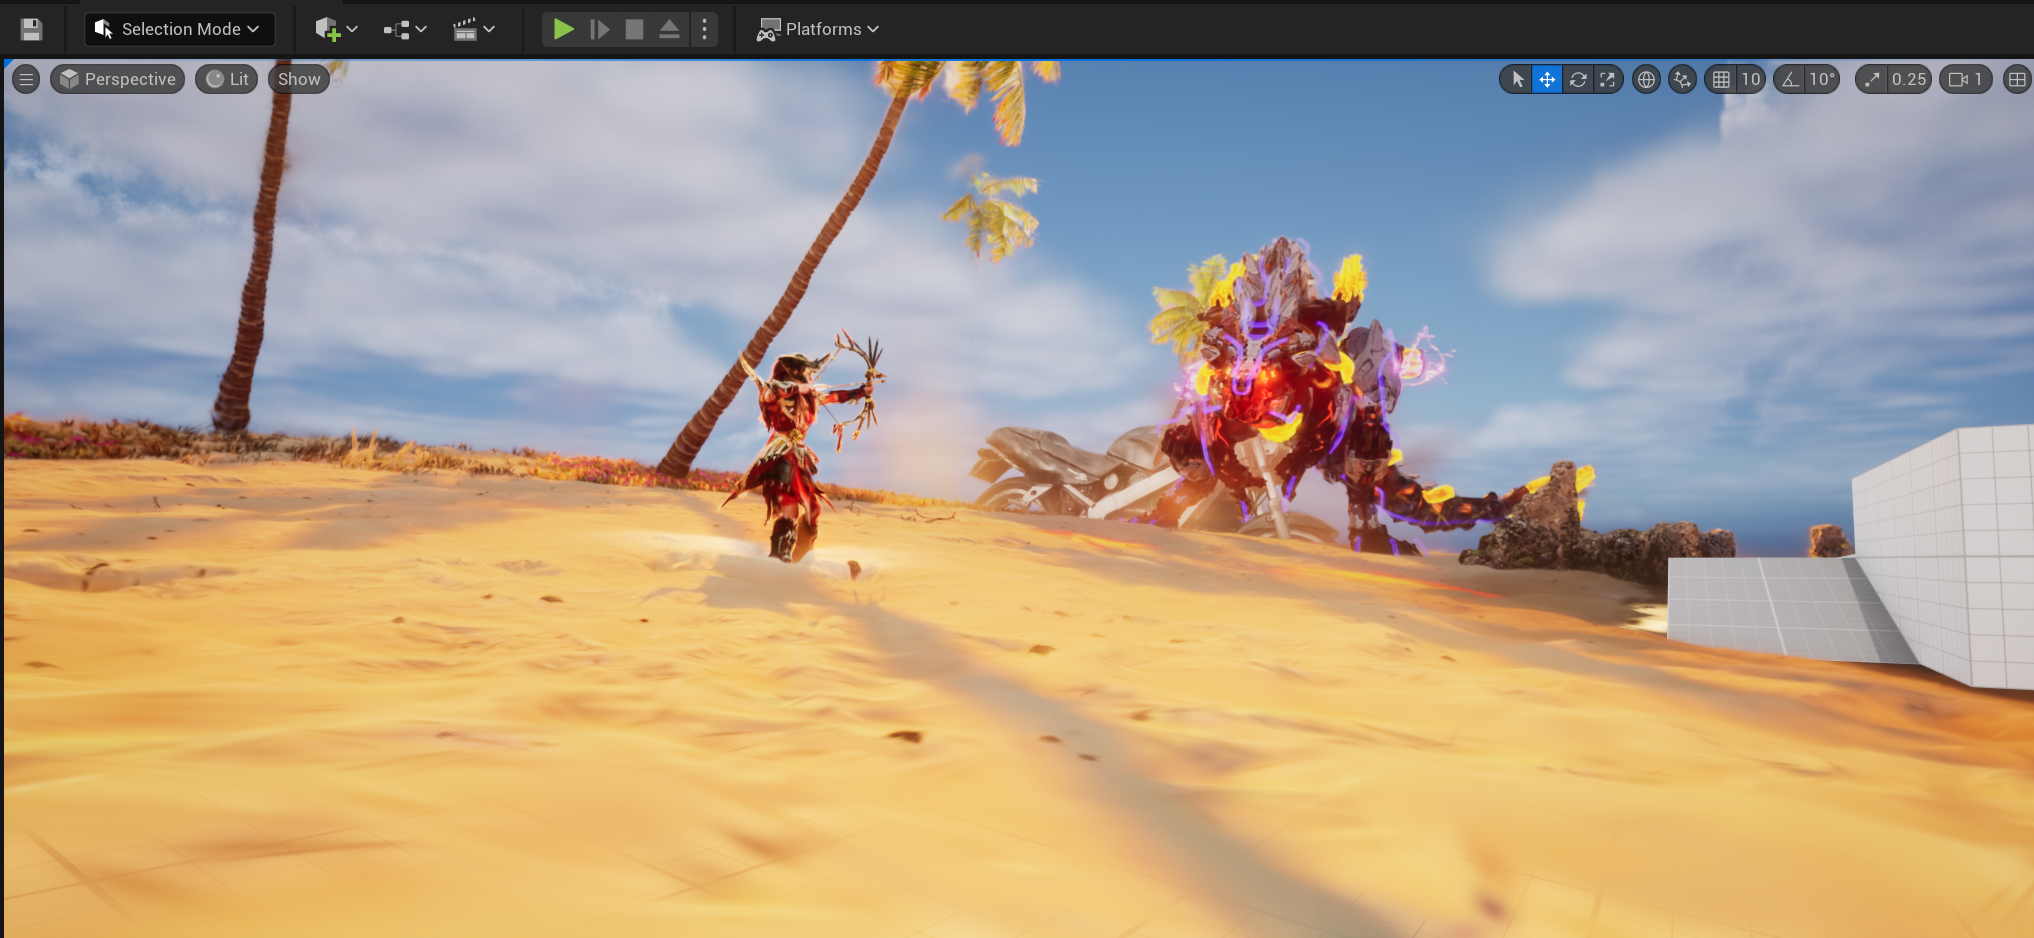 Selection Mode
Platforms
Perspective
Lit
Show
10
10°
0.25
1